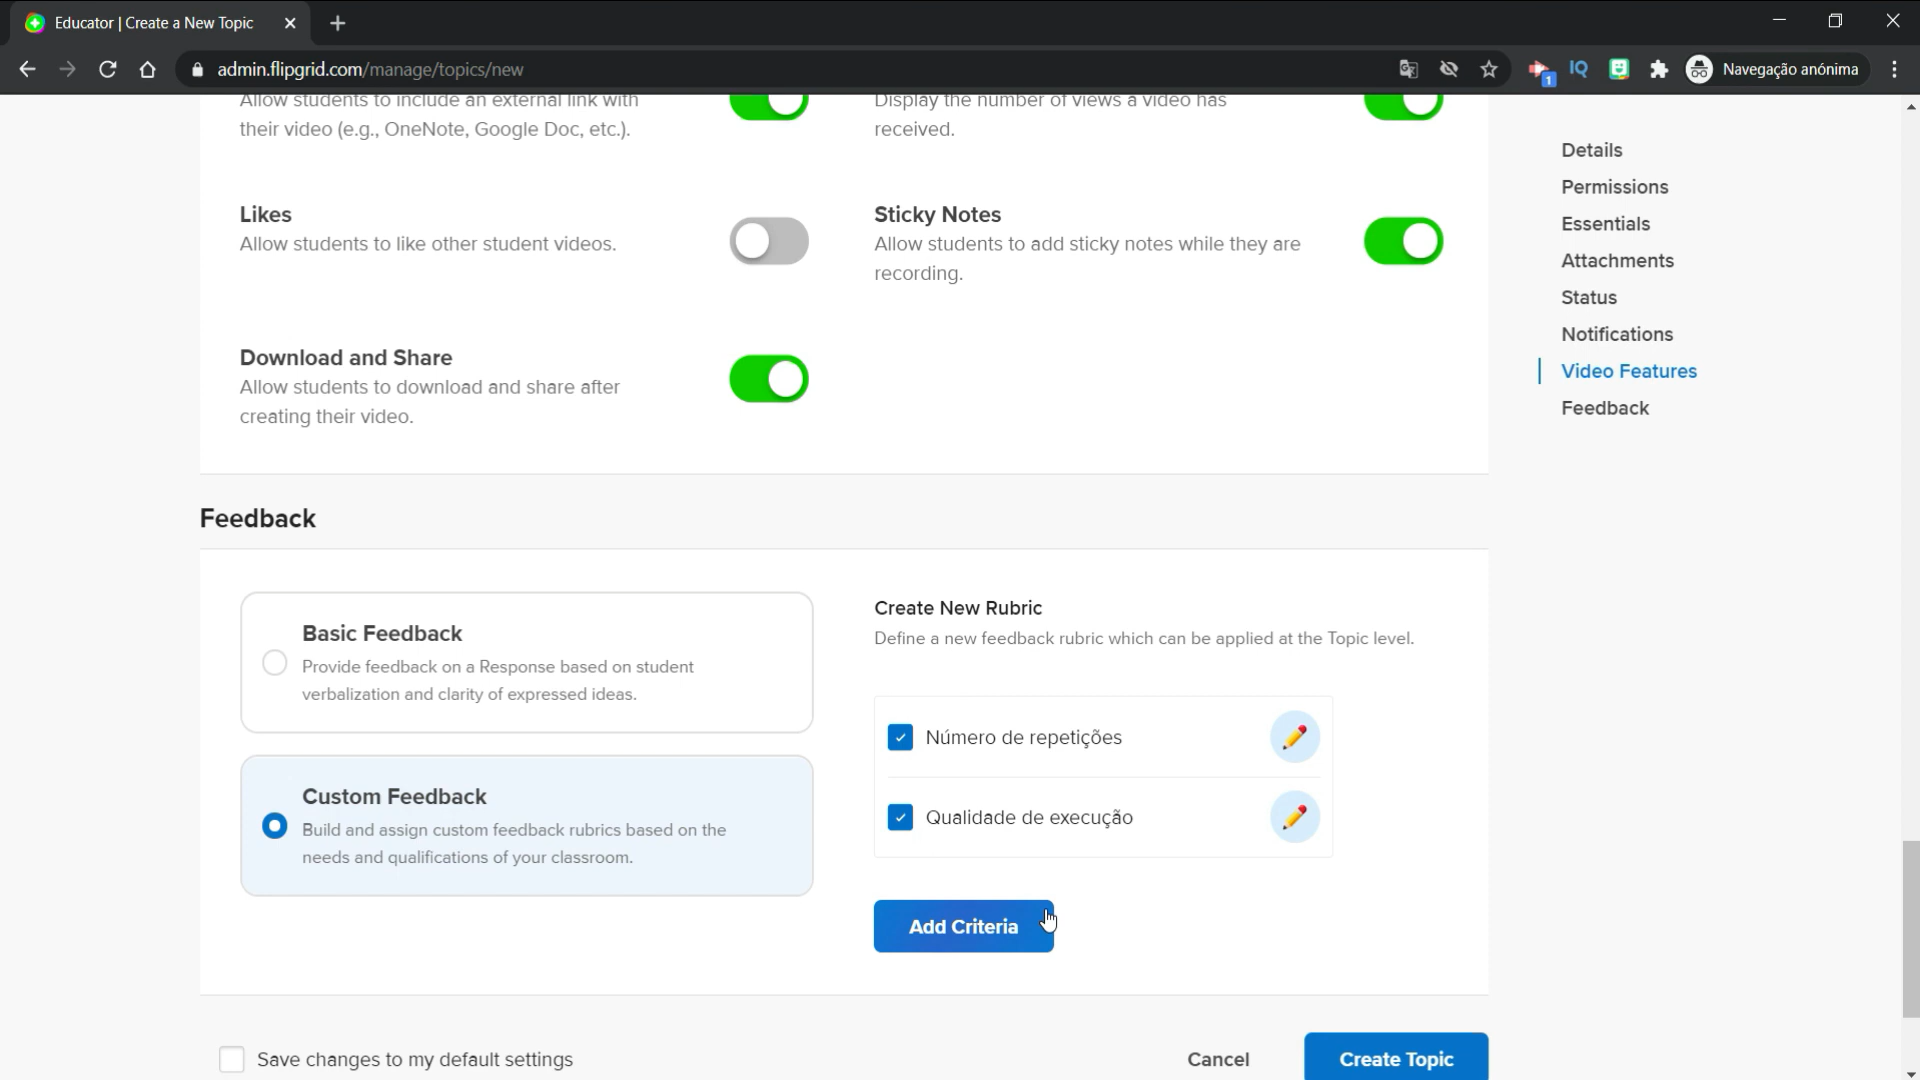 Educator | Create a New Topic
admin.flipgrid.com/manage/topics/new
1
IQ
Navegação anónima
Allow students to include an external link with
their video (e.g., OneNote, Google Doc, etc.).
Display the number of views a video has
received.
Likes
Allow students to like other student videos.
Sticky Notes
Allow students to add sticky notes while they are
recording.
Download and Share
Allow students to download and share after
creating their video.
Details
Permissions
Essentials
Attachments
Status
Notifications
Video Features
Feedback
Feedback
Basic Feedback
Provide feedback on a Response based on student
verbalization and clarity of expressed ideas.
Custom Feedback
Build and assign custom feedback rubrics based on the
needs and qualifications of your classroom.
Create New Rubric
Define a new feedback rubric which can be applied at the Topic level.
Número de repetições
Qualidade de execução
Add Criteria
Save changes to my default settings
Cancel
Create Topic